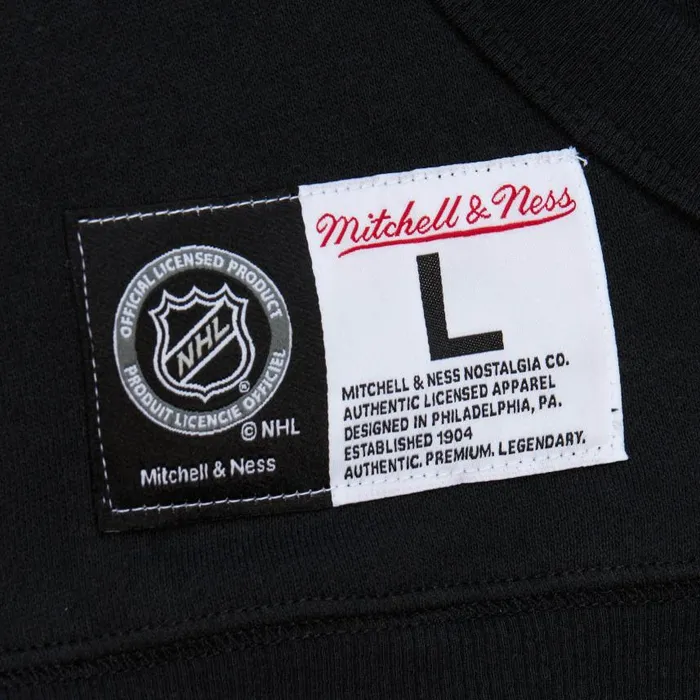 OFFICIAL LICENSED PRODUCT
NHL
®
PRODUIT LICENCIE OFFICIEL
© NHL
Mitchell & Ness
Mitchell & Ness
L
MITCHELL & NESS NOSTALGIA CO.
AUTHENTIC LICENSED APPAREL
DESIGNED IN PHILADELPHIA, PA.
ESTABLISHED 1904
AUTHENTIC. PREMIUM. LEGENDARY.